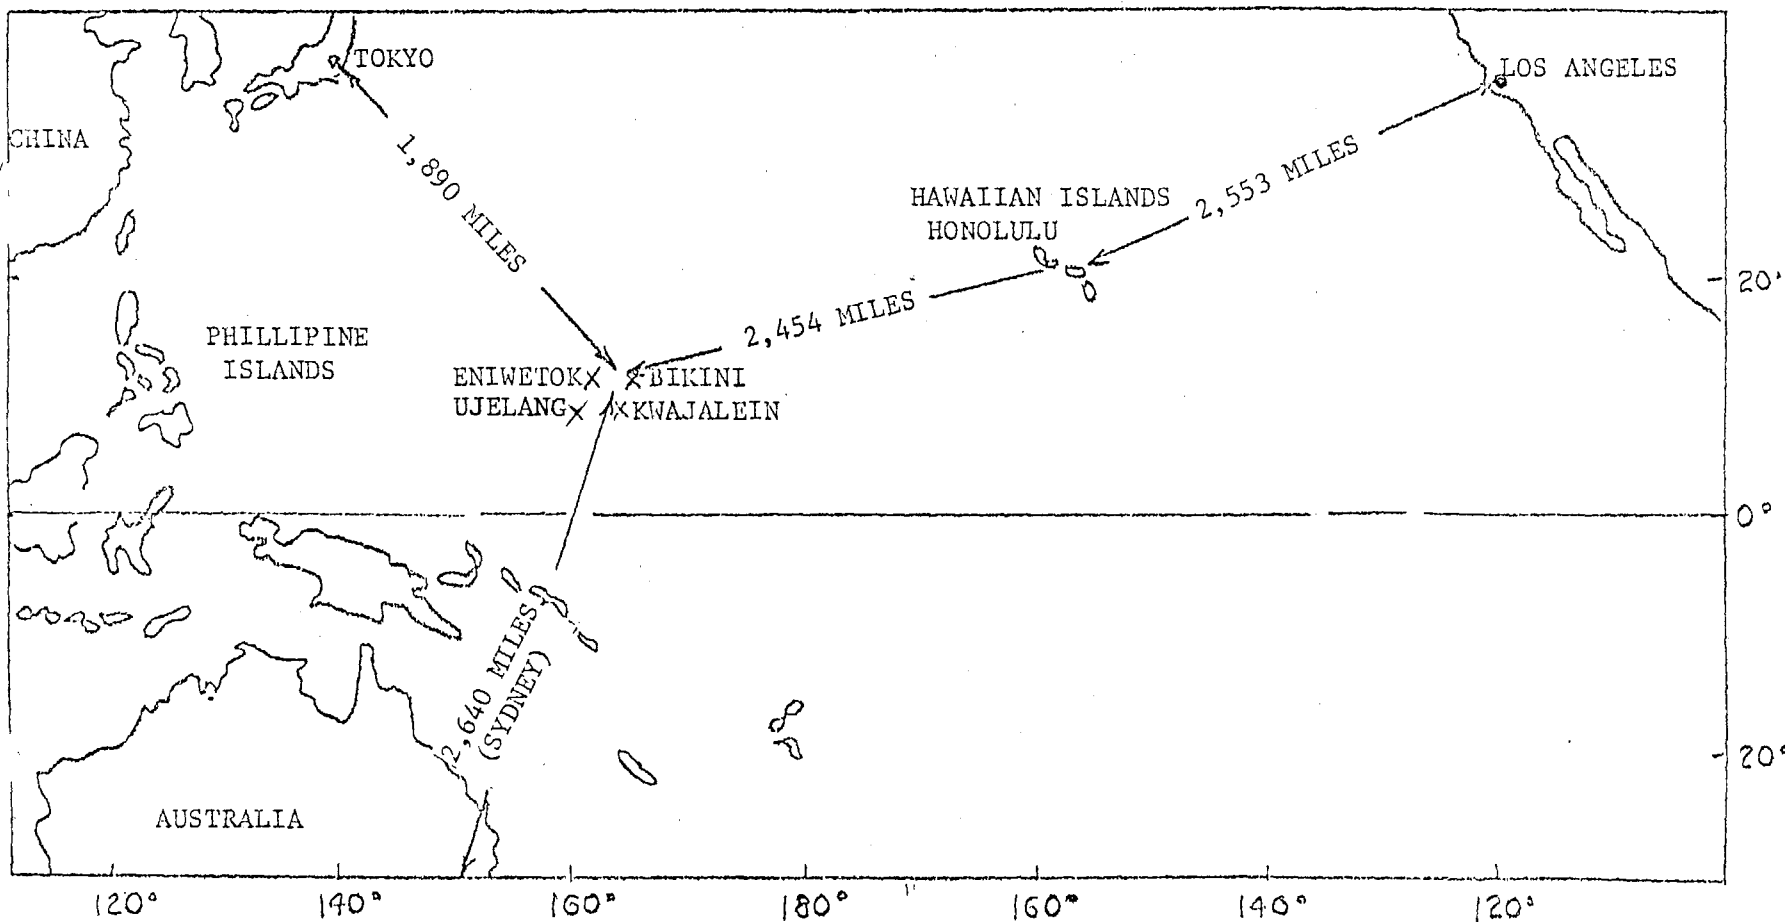 TOKYO
LOS ANGELES
CHINA
1,890 MILES
2,553 MILES
HAWAIIAN ISLANDS
HONOLULU
20°
2,454 MILES
PHILLIPINE
ISLANDS
ENIWETOK
BIKINI
UJELANG
KWAJALEIN
0°
2,640 MILES
(SYDNEY)
20°
AUSTRALIA
120° 140° 160° 180° 160° 140° 120°